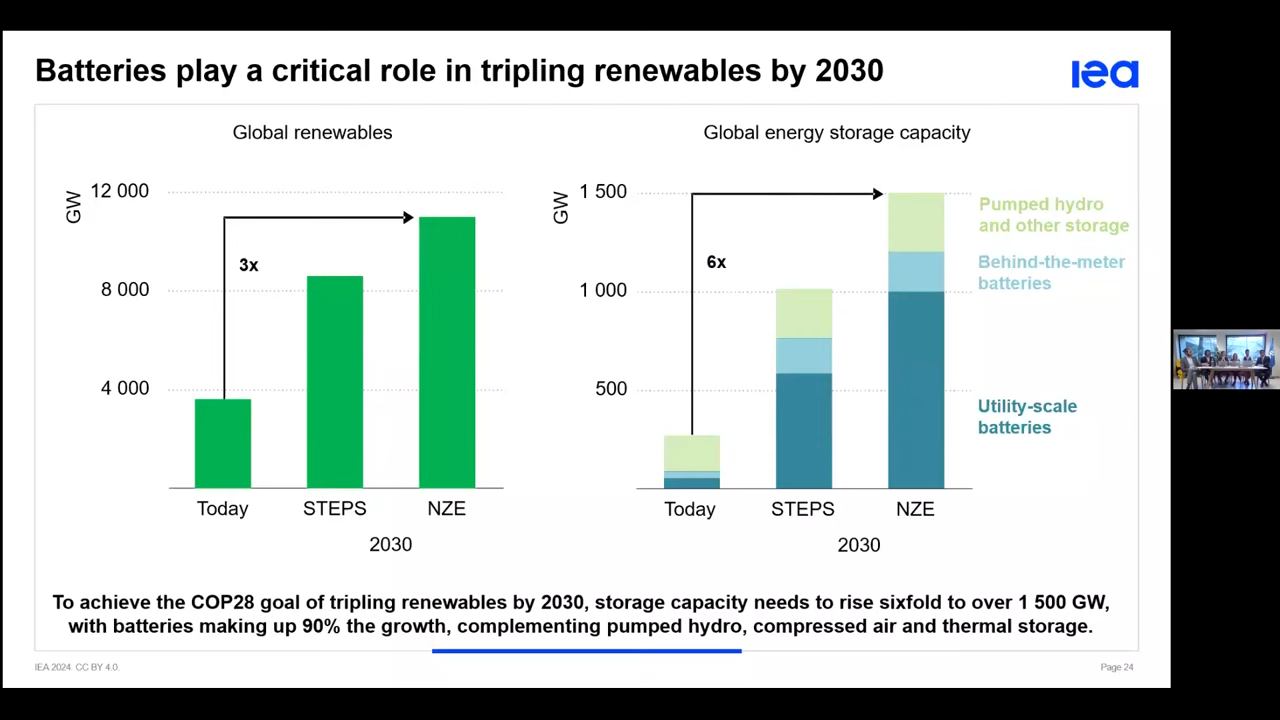 Batteries play a critical role in tripling renewables by 2030
iea
Global renewables
GW
12 000
8 000
4 000
3x
Today
STEPS
NZE
2030
Global energy storage capacity
GW
1 500
1 000
500
6x
Today
STEPS
NZE
2030
Pumped hydro
and other storage
Behind-the-meter
batteries
Utility-scale
batteries
To achieve the COP28 goal of tripling renewables by 2030, storage capacity needs to rise sixfold to over 1 500 GW,
with batteries making up 90% the growth, complementing pumped hydro, compressed air and thermal storage.
IEA 2024. CC BY 4.0.
Page 24